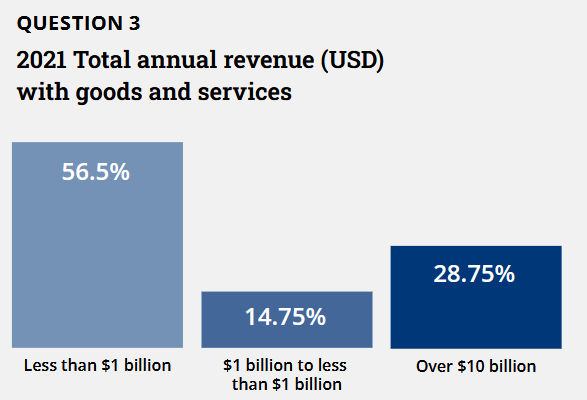 QUESTION 3
2021 Total annual revenue (USD)
with goods and services
56.5%
14.75%
28.75%
Less than $1 billion
$1 billion to less
than $1 billion
Over $10 billion